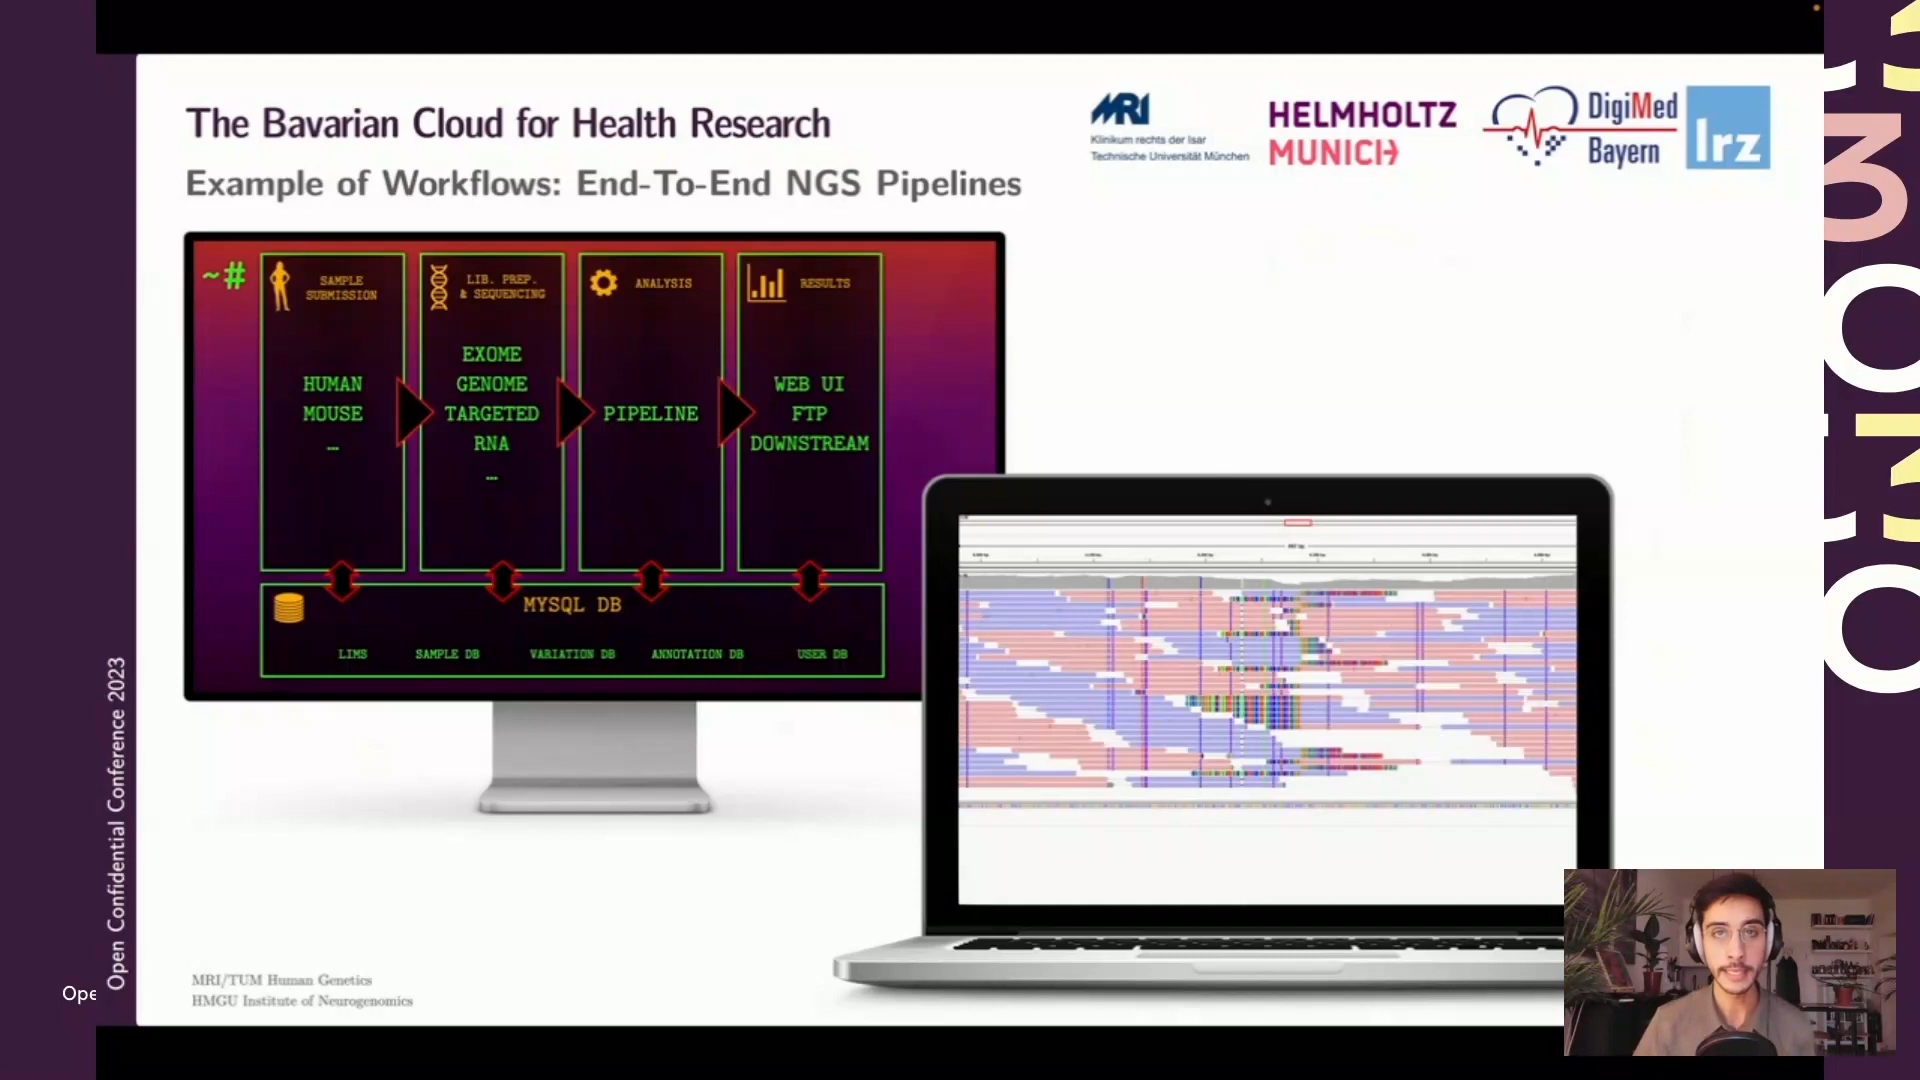 The Bavarian Cloud for Health Research
Example of Workflows: End-To-End NGS Pipelines
MRI
Klinikum rechts der Isar
Technische Universität München
HELMHOLTZ
MUNICH
DigiMed
Bayern
lrz
~#
SAMPLE
SUBMISSION
HUMAN
MOUSE
…
LIB. PREP.
& SEQUENCING
EXOME
GENOME
TARGETED
RNA
…
ANALYSIS
PIPELINE
RESULTS
WEB UI
FTP
DOWNSTREAM
MYSQL DB
LIMS
SAMPLE DB
VARIATION DB
ANNOTATION DB
USER DB
MRI/TUM Human Genetics
HMGU Institute of Neurogenomics
Open Confidential Conference 2023
Ope